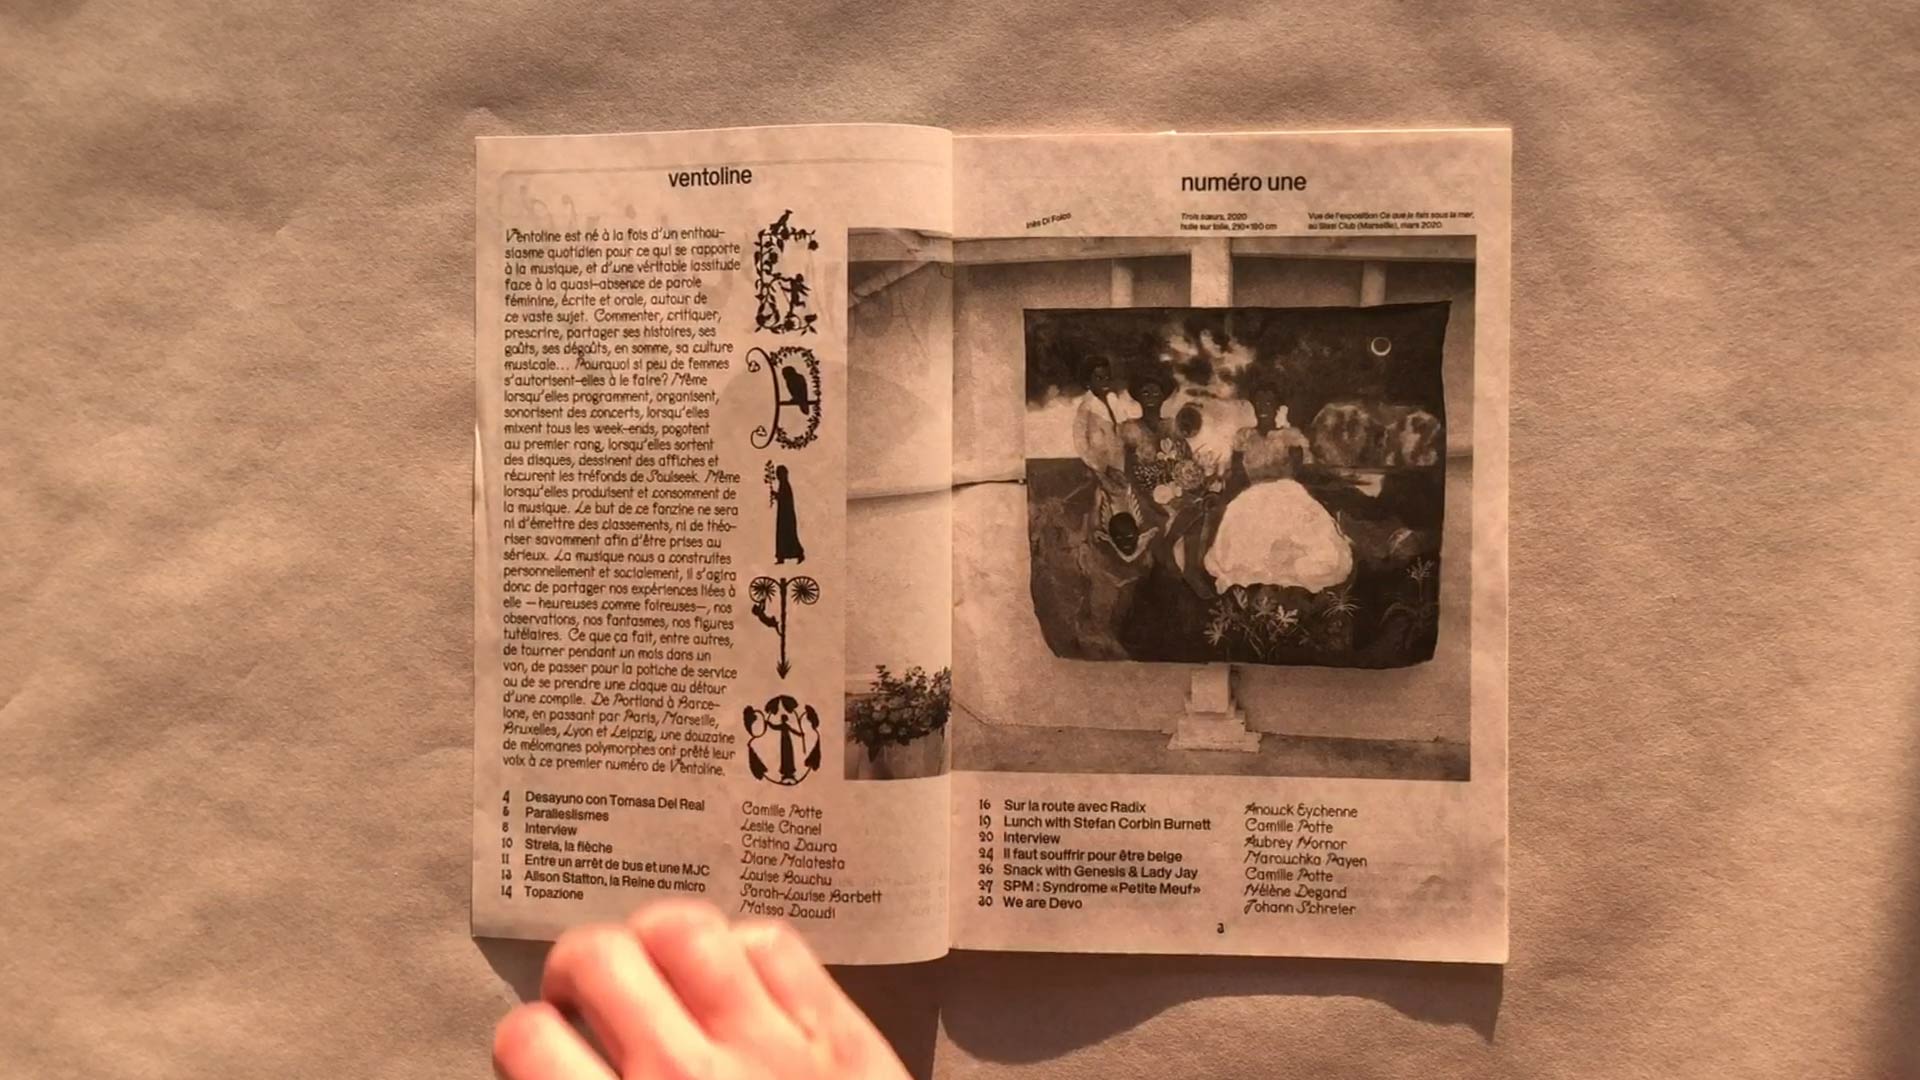 ventoline
Ventoline est né à la fois d'un enthou-
siasme quotidien pour ce qui se rapporte
à la musique, et d'une véritable lassitude
face à la quasi-absence de parole
féminine, écrite et orale, autour de
ce vaste sujet. Commenter, critiquer,
prescrire, partager ses histoires, ses
goûts, ses dégoûts, en somme, sa culture
musicale... Pourquoi si peu de femmes
s'autorisent-elles à le faire? Même
lorsqu'elles programment, organisent,
sonorisent des concerts, lorsqu'elles
mixent tous les week-ends, pogotent
au premier rang, lorsqu'elles sortent
des disques, dessinent des affiches et
récurent les tréfonds de Soulseek. Même
lorsqu'elles produisent et consomment de
la musique. Le but de ce fanzine ne sera
ni d'émettre des classements, ni de théo-
riser savamment afin d'être prises au
sérieux. La musique nous a construites
personnellement et socialement, il s'agira
donc de partager nos expériences liées à
elle —heureuses comme foireuses—, nos
observations, nos fantasmes, nos figures
tutélaires. Ce que ça fait, entre autres,
de tourner pendant un mois dans un
van, de passer pour la potiche de service
ou de se prendre une claque au détour
d'une compile. De Portland à Barce-
lone, en passant par Paris, Marseille,
Bruxelles, Lyon et Leipzig, une douzaine
de mélomanes polymorphes ont prêté leur
voix à ce premier numéro de Ventoline.
E
D
I
T
O
4 Desayuno con Tomasa Del Real Camille Potte
6 Paralleslismes Leslie Chanel
8 Interview Cristina Daura
10 Strela, la flèche Diane Malatesta
11 Entre un arrêt de bus et une MJC Louise Bouchu
13 Alison Statton, la Reine du micro Sarah-Louise Barbett
14 Topazione Maïssa Daoudi
numéro une
Inès Di Folco
Trois sœurs, 2020
huile sur toile, 210×180 cm
Vue de l'exposition Ce que je fais sous la mer,
au Sissi Club (Marseille), mars 2020
16 Sur la route avec Radix Anouck Eychenne
19 Lunch with Stefan Corbin Burnett Camille Potte
20 Interview Aubrey Hornor
24 Il faut souffrir pour être belge Marouchka Payen
26 Snack with Genesis & Lady Jay Camille Potte
27 SPM : Syndrome «Petite Meuf» Hélène Degand
30 We are Devo Johann Schreier
3